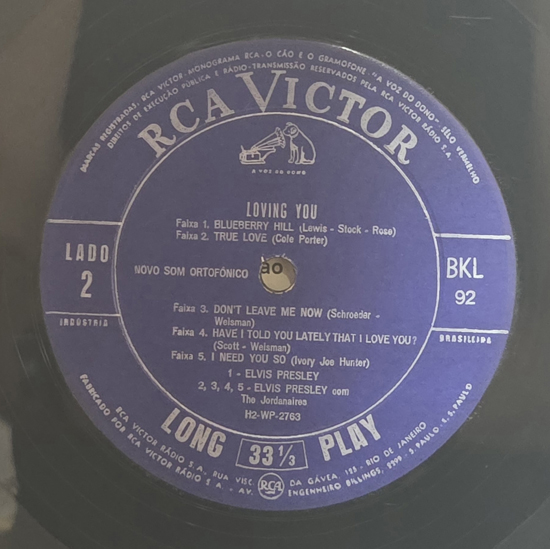 MARCAS REGISTRADAS, RCA VICTOR-MONOGRAMA RCA-O CÃO E O GRAMOFONE "A VOZ DO DONO" SÊLO VERMELHO
DIREITOS DE EXECUÇÃO PÚBLICA E RÁDIO-TRANSMISSÃO RESERVADOS PELA RCA VICTOR RÁDIO S.A.
RCA VICTOR
A VOZ DO DONO
LOVING YOU
Faixa 1. BLUEBERRY HILL (Lewis - Stock - Rose)
Faixa 2. TRUE LOVE (Cole Porter)
LADO
2
NOVO SOM ORTOFÔNICO
ão
BKL
92
Faixa 3. DON'T LEAVE ME NOW (Schroeder -
Weisman)
Faixa 4. HAVE I TOLD YOU LATELY THAT I LOVE YOU?
(Scott - Weisman)
Faixa 5. I NEED YOU SO (Ivory Joe Hunter)
INDÚSTRIA
BRASILEIRA
1 - ELVIS PRESLEY
2, 3, 4, 5 - ELVIS PRESLEY com
The Jordanaires
H2-WP-2763
LONG 33 1/3 PLAY
RCA
RCA VICTOR RÁDIO S.A. RUA VISC. DA GÁVEA, 125 - RIO DE JANEIRO
FABRICADO POR RCA VICTOR RÁDIO S.A. - AV. ENGENHEIRO BILLINGS, - S. PAULO, S. S. PAULO